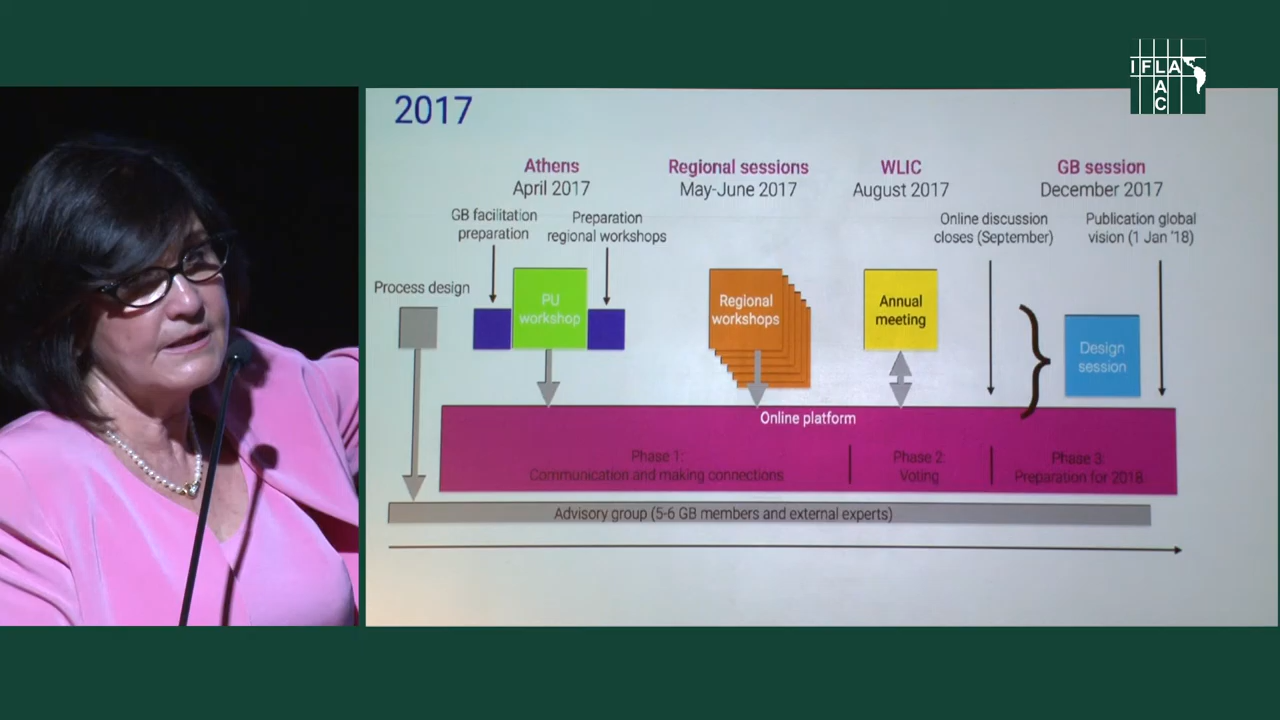 IFLA
A
C
2017
Athens
April 2017
Regional sessions
May-June 2017
WLIC
August 2017
GB session
December 2017
GB facilitation
preparation
Preparation
regional workshops
Online discussion
closes (September)
Publication global
vision (1 Jan '18)
Process design
PU
workshop
Regional
workshops
Annual
meeting
Design
session
Online platform
Phase 1:
Communication and making connections
Phase 2:
Voting
Phase 3:
Preparation for 2018
Advisory group (5-6 GB members and external experts)